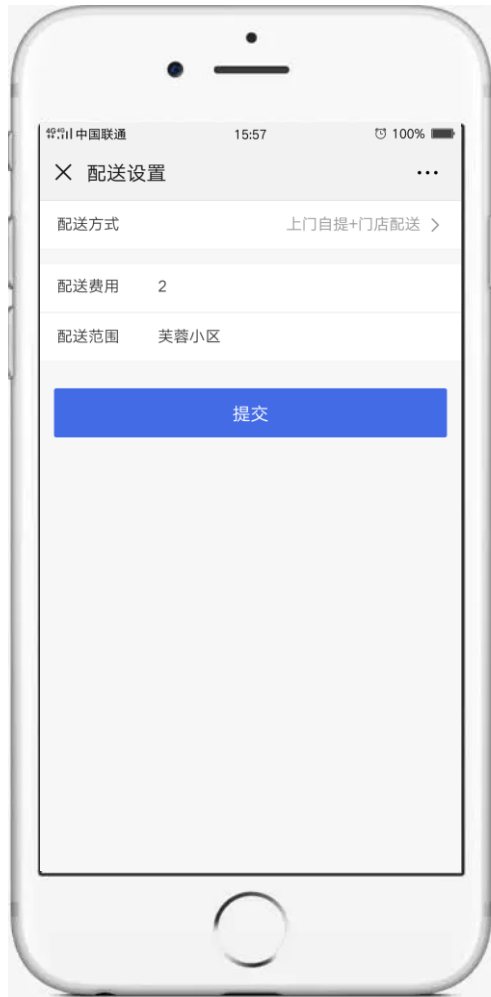 4G 4G 中国联通 15:57 100%
配送设置
配送方式 上门自提+门店配送
配送费用 2
配送范围 芙蓉小区
提交